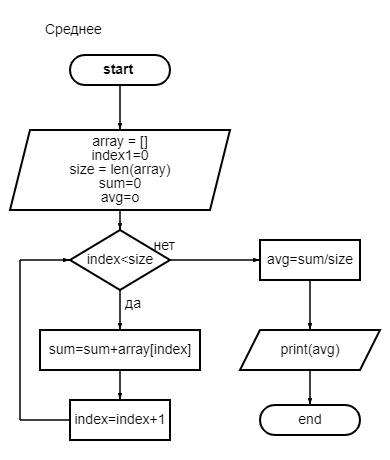 Среднее
start
array = []
index1=0
size = len(array)
sum=0
avg=o
index<size
нет
avg=sum/size
да
sum=sum+array[index]
print(avg)
index=index+1
end